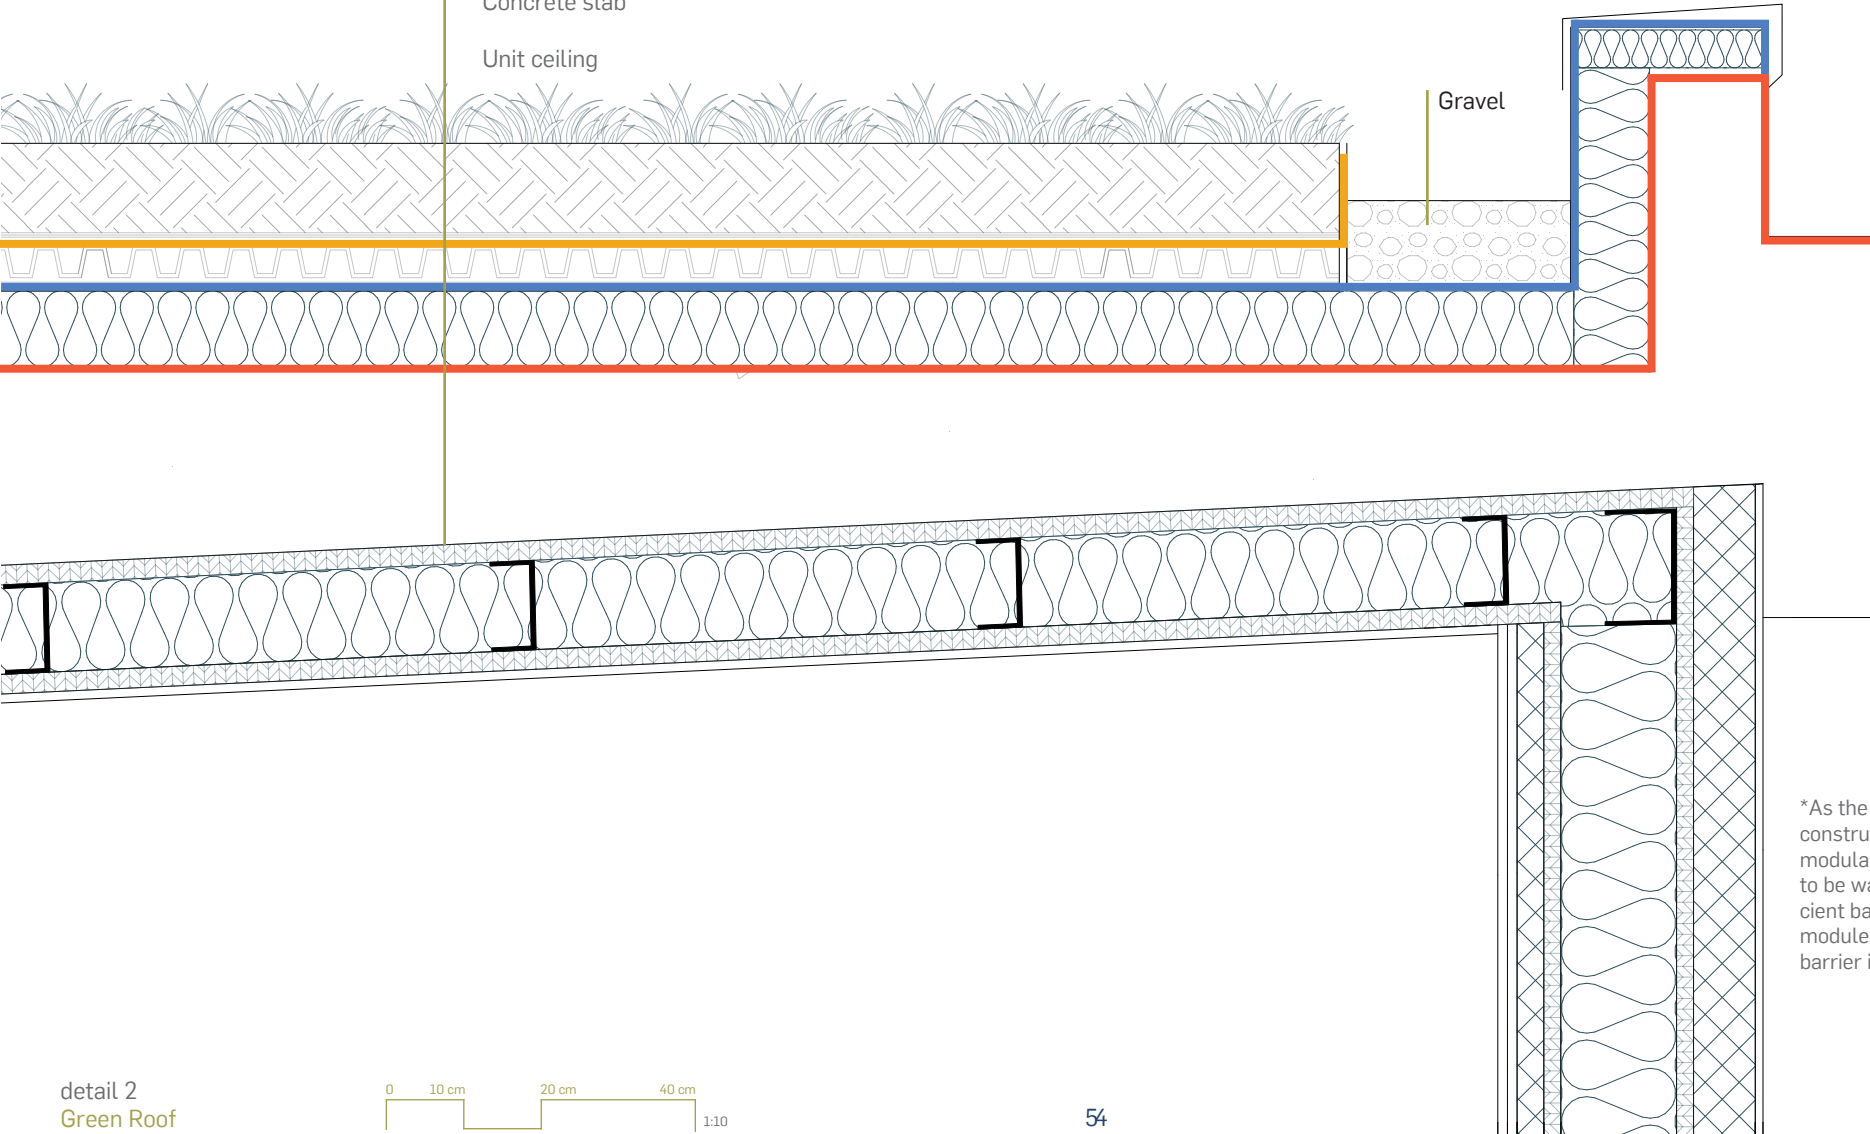 Concrete slab
Unit ceiling
Gravel
*As the
constru
modula
to be wa
cient ba
module
barrier i
detail 2
Green Roof
0 10 cm 20 cm 40 cm
1:10
54